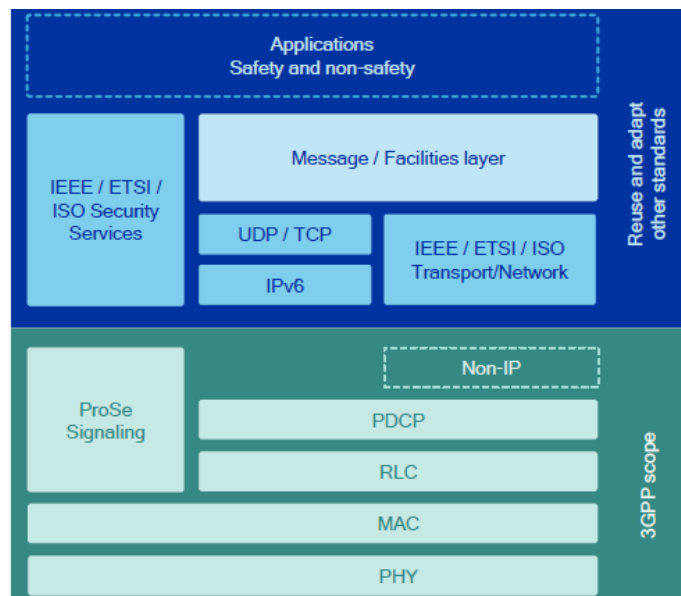 Applications
Safety and non-safety
IEEE / ETSI /
ISO Security
Services
Message / Facilities layer
UDP / TCP
IPv6
IEEE / ETSI / ISO
Transport/Network
Reuse and adapt
other standards
ProSe
Signaling
Non-IP
PDCP
RLC
MAC
PHY
3GPP scope